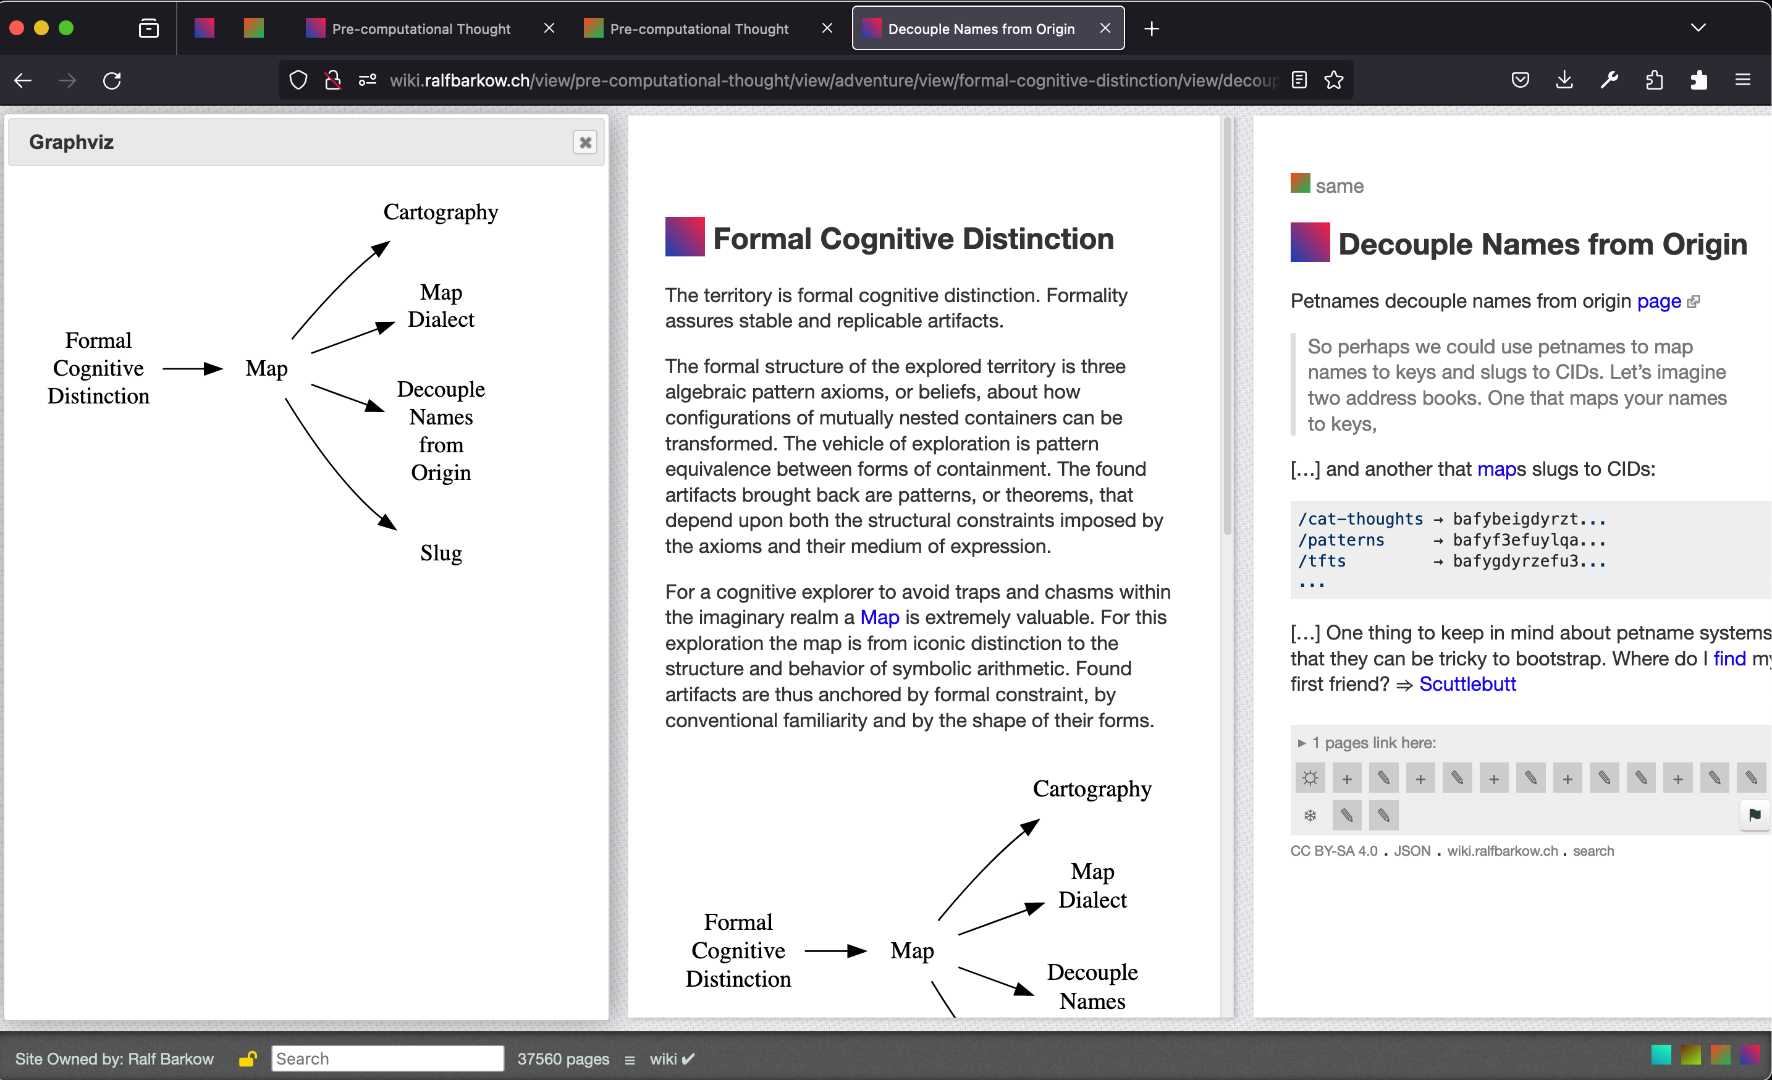 Pre-computational Thought
Pre-computational Thought
Decouple Names from Origin
wiki.ralfbarkow.ch/view/pre-computational-thought/view/adventure/view/formal-cognitive-distinction/view/decoup
Graphviz
Cartography
Map
Dialect
Formal
Cognitive
Distinction
Map
Decouple
Names
from
Origin
Slug
Formal Cognitive Distinction
The territory is formal cognitive distinction. Formality
assures stable and replicable artifacts.
The formal structure of the explored territory is three
algebraic pattern axioms, or beliefs, about how
configurations of mutually nested containers can be
transformed. The vehicle of exploration is pattern
equivalence between forms of containment. The found
artifacts brought back are patterns, or theorems, that
depend upon both the structural constraints imposed by
the axioms and their medium of expression.
For a cognitive explorer to avoid traps and chasms within
the imaginary realm a Map is extremely valuable. For this
exploration the map is from iconic distinction to the
structure and behavior of symbolic arithmetic. Found
artifacts are thus anchored by formal constraint, by
conventional familiarity and by the shape of their forms.
Cartography
Map
Dialect
Formal
Cognitive
Distinction
Map
Decouple
Names
same
Decouple Names from Origin
Petnames decouple names from origin page
So perhaps we could use petnames to map
names to keys and slugs to CIDs. Let’s imagine
two address books. One that maps your names
to keys,
[…] and another that maps slugs to CIDs:
/cat-thoughts → bafybeigdyrzt...
/patterns     → bafyf3efuylqa...
/tfts         → bafygdyrzefu3...
...
[…] One thing to keep in mind about petname systems
that they can be tricky to bootstrap. Where do I find my
first friend? ⇒ Scuttlebutt
▸ 1 pages link here:
CC BY-SA 4.0 . JSON . wiki.ralfbarkow.ch . search
Site Owned by: Ralf Barkow
Search
37560 pages
≡
wiki ✔